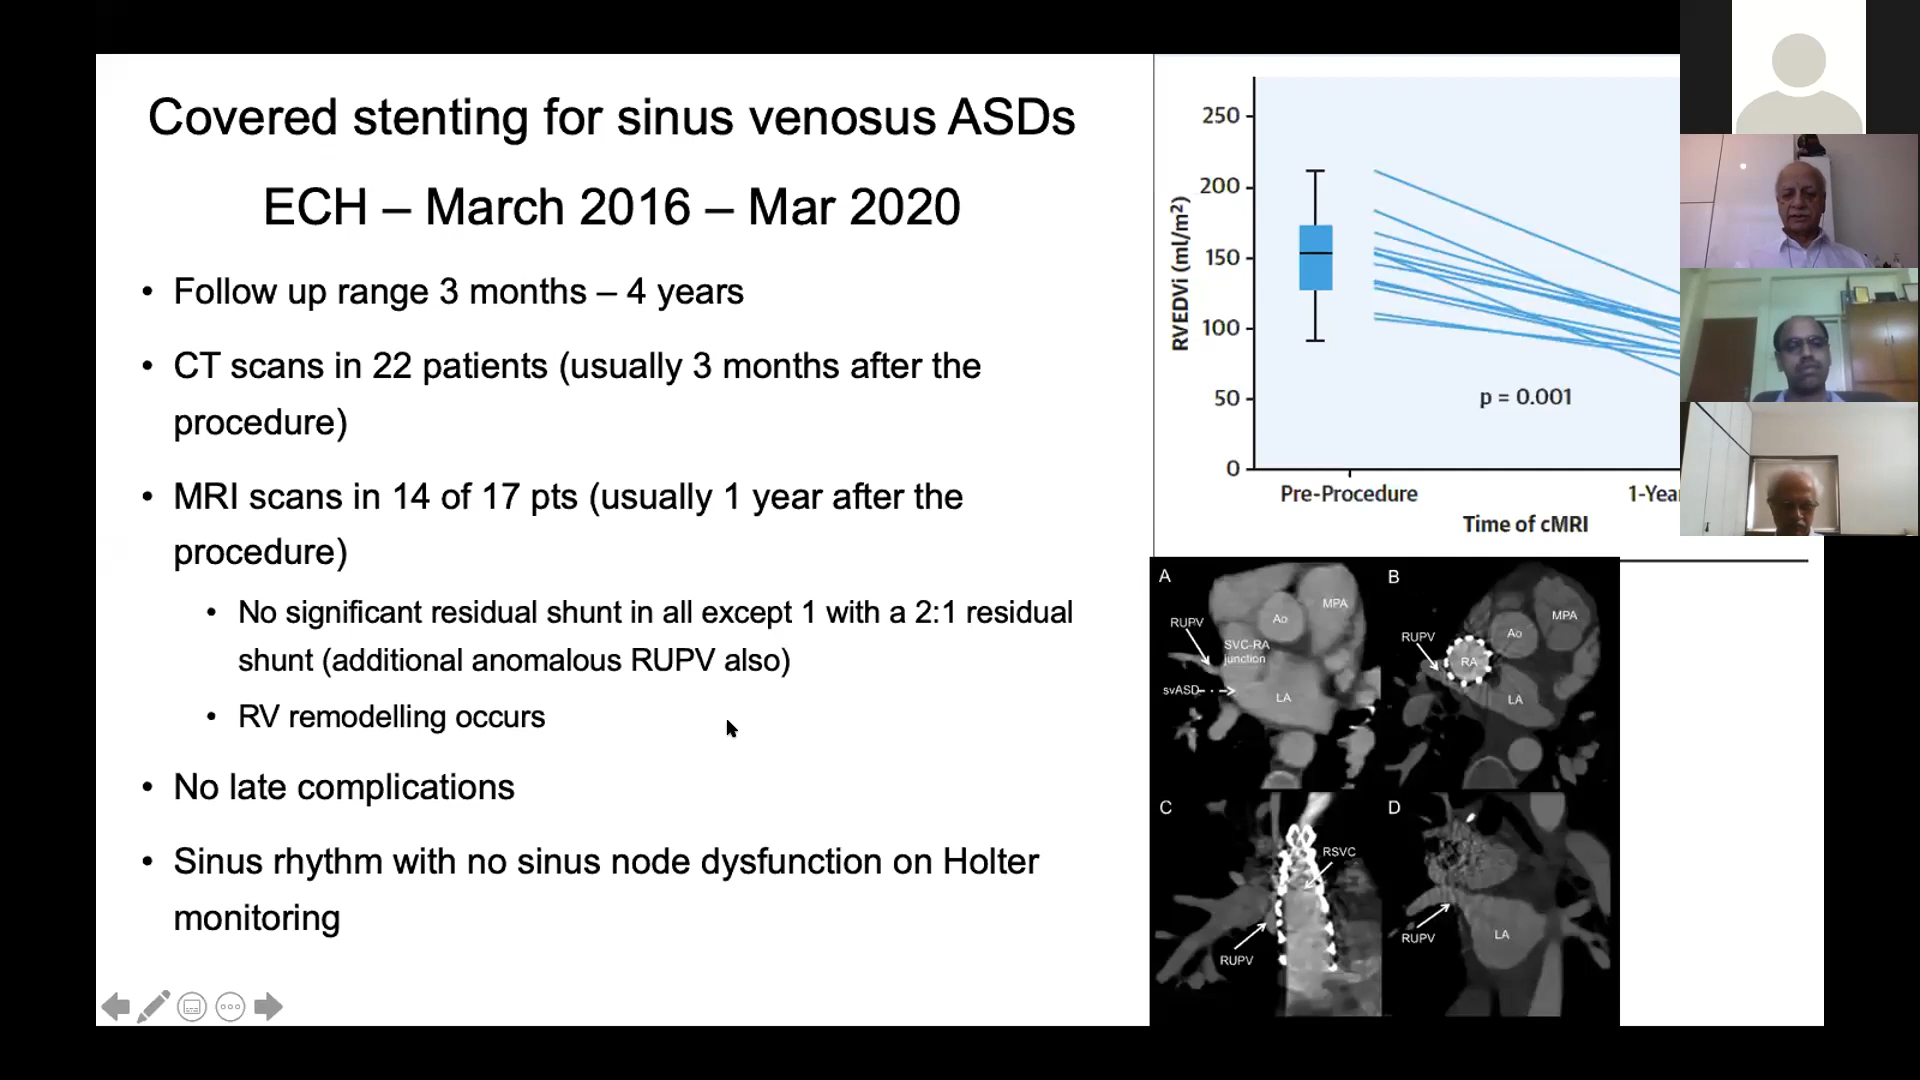 Covered stenting for sinus venosus ASDs
ECH – March 2016 – Mar 2020
• Follow up range 3 months – 4 years
• CT scans in 22 patients (usually 3 months after the
procedure)
• MRI scans in 14 of 17 pts (usually 1 year after the
procedure)
• No significant residual shunt in all except 1 with a 2:1 residual
shunt (additional anomalous RUPV also)
• RV remodelling occurs
• No late complications
• Sinus rhythm with no sinus node dysfunction on Holter
monitoring
RVEDVi (ml/m²)
250
200
150
100
50
0
p = 0.001
Pre-Procedure
1-Year
Time of cMRI
A
RUPV
Ao
MPA
SVC-RA
junction
svASD
LA
B
RUPV
MPA
Ao
RA
LA
C
RSVC
RUPV
D
RUPV
LA